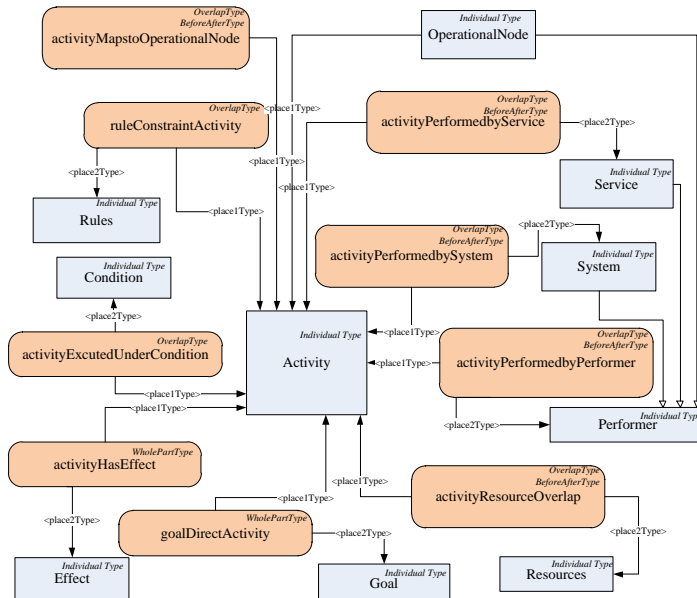 OverlapType
BeforeAfterType
activityMapstoOperationalNode
Individual Type
OperationalNode
OverlapType
ruleConstraintActivity
<place1Type>
<place1Type>
OverlapType
BeforeAfterType
activityPerformedbyService
<place2Type>
<place2Type>
<place1Type>
<place1Type>
Individual Type
Rules
Individual Type
Service
OverlapType
BeforeAfterType
activityPerformedbySystem
<place2Type>
Individual Type
System
Individual Type
Condition
<place2Type>
OverlapType
activityExcutedUnderCondition
<place1Type>
Individual Type
Activity
<place1Type>
<place1Type>
OverlapType
BeforeAfterType
activityPerformedbyPerformer
<place1Type>
<place2Type>
Individual Type
Performer
WholePartType
activityHasEffect
<place1Type>
OverlapType
BeforeAfterType
activityResourceOverlap
<place1Type>
WholePartType
goalDirectActivity
<place2Type>
<place2Type>
<place2Type>
Individual Type
Effect
Individual Type
Goal
Individual Type
Resources